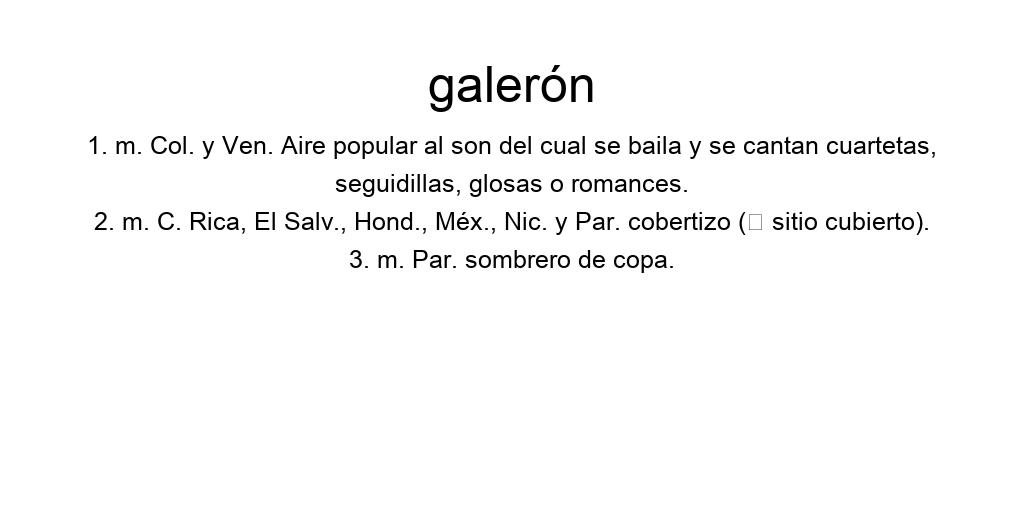 galerón
1. m. Col. y Ven. Aire popular al son del cual se baila y se cantan cuartetas,
seguidillas, glosas o romances.
2. m. C. Rica, El Salv., Hond., Méx., Nic. y Par. cobertizo (□ sitio cubierto).
3. m. Par. sombrero de copa.